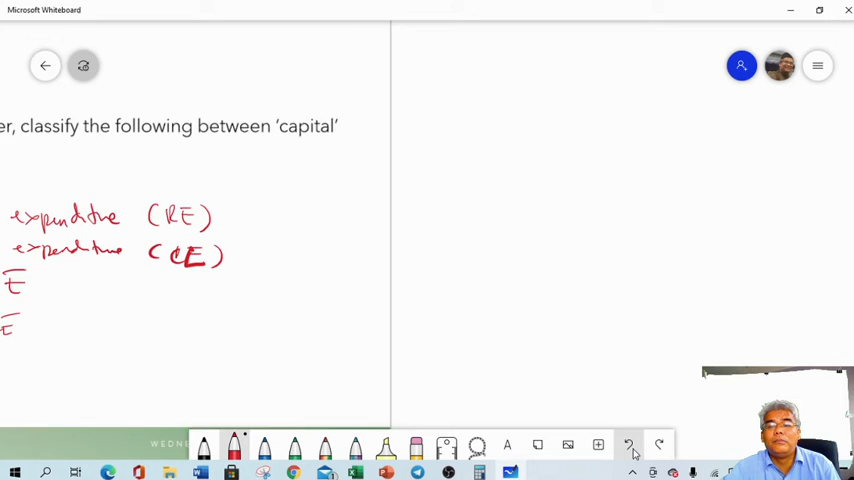 Microsoft Whiteboard
er, classify the following between ‘capital’
expenditure (RE)
expenditure (CE)
E
E
WEDNE